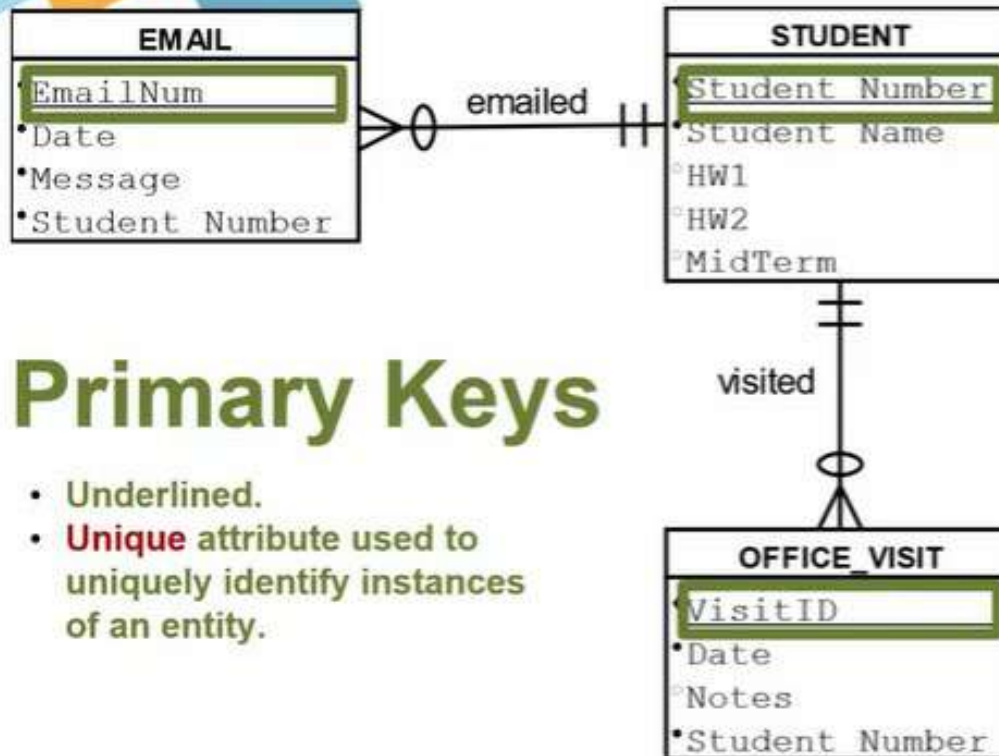 EMAIL
EmailNum
•Date
•Message
•Student Number
emailed
STUDENT
Student Number
•Student Name
°HW1
°HW2
°MidTerm
Primary Keys
• Underlined.
• Unique attribute used to
uniquely identify instances
of an entity.
visited
OFFICE_VISIT
VisitID
•Date
°Notes
•Student Number